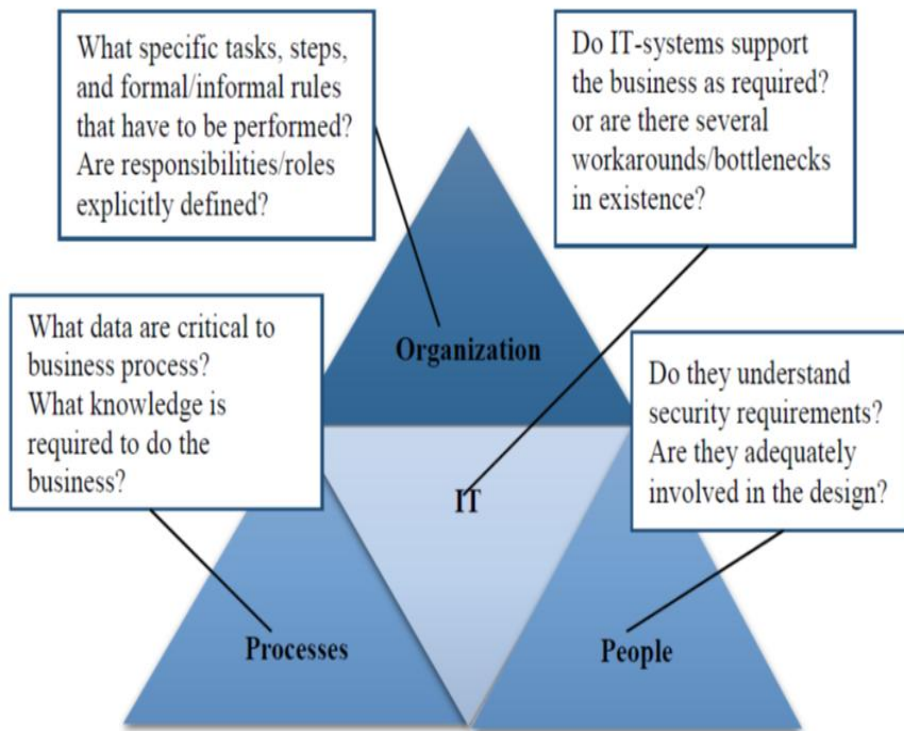 What specific tasks, steps,
and formal/informal rules
that have to be performed?
Are responsibilities/roles
explicitly defined?
Do IT-systems support
the business as required?
or are there several
workarounds/bottlenecks
in existence?
What data are critical to
business process?
What knowledge is
required to do the
business?
Organization
Do they understand
security requirements?
Are they adequately
involved in the design?
IT
Processes
People